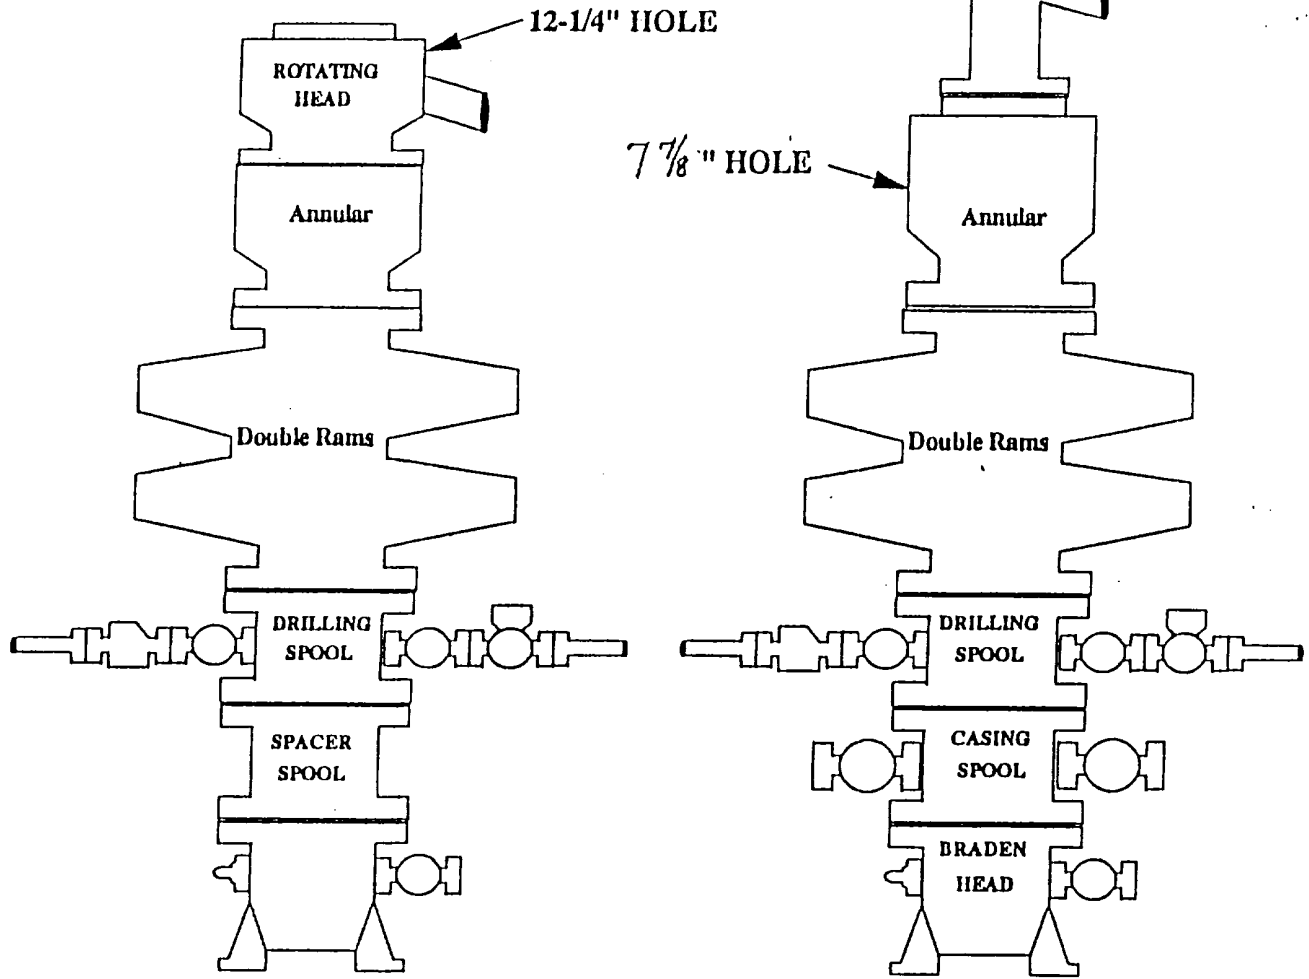 12-1/4" HOLE
ROTATING
HEAD
Annular
Double Rams
DRILLING
SPOOL
SPACER
SPOOL
7 7/8 " HOLE
Annular
Double Rams
DRILLING
SPOOL
CASING
SPOOL
BRADEN
HEAD